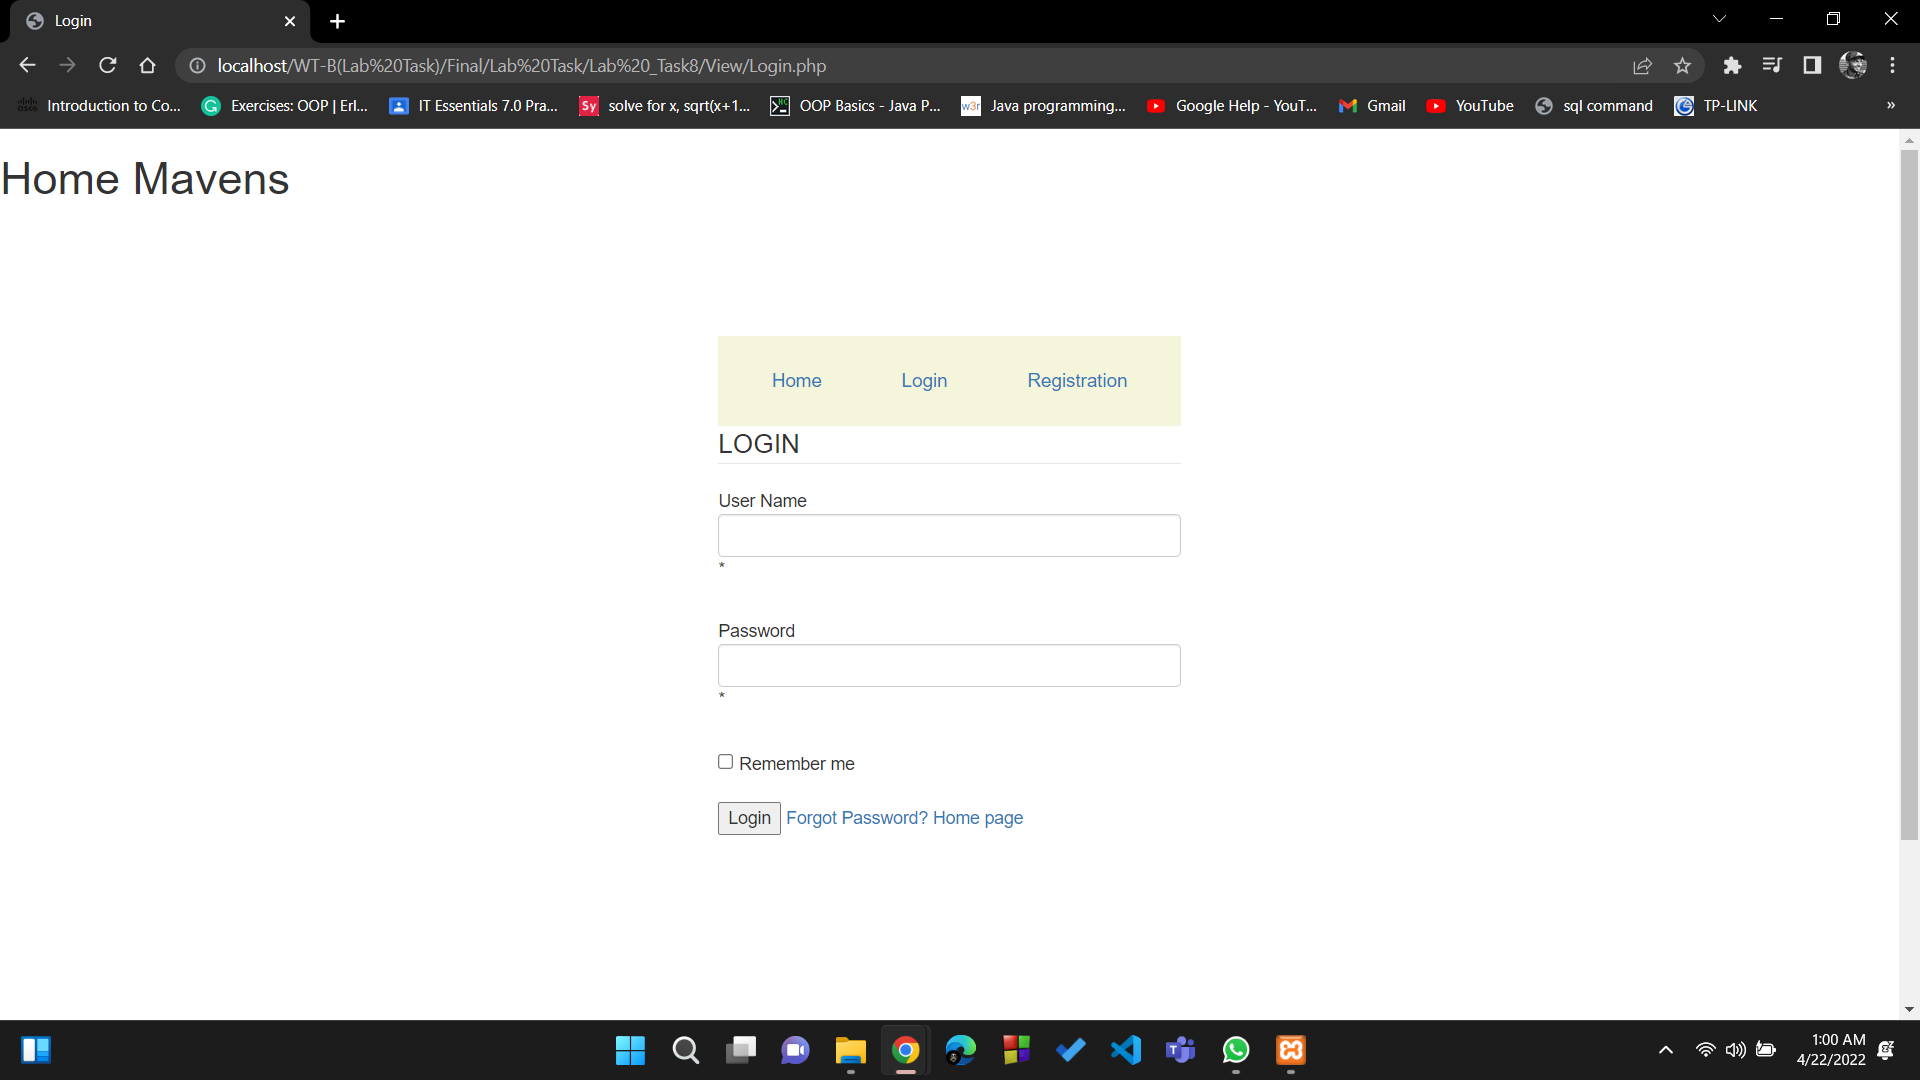 Login
localhost/WT-B(Lab%20Task)/Final/Lab%20Task/Lab%20_Task8/View/Login.php
Introduction to Co... Exercises: OOP | Erl... IT Essentials 7.0 Pra... Sy solve for x, sqrt(x+1... OOP Basics - Java P... w3r Java programming... Google Help - YouT... Gmail YouTube sql command TP-LINK »
Home Mavens
Home Login Registration
LOGIN
User Name
*
Password
*
Remember me
Login Forgot Password? Home page
1:00 AM
4/22/2022